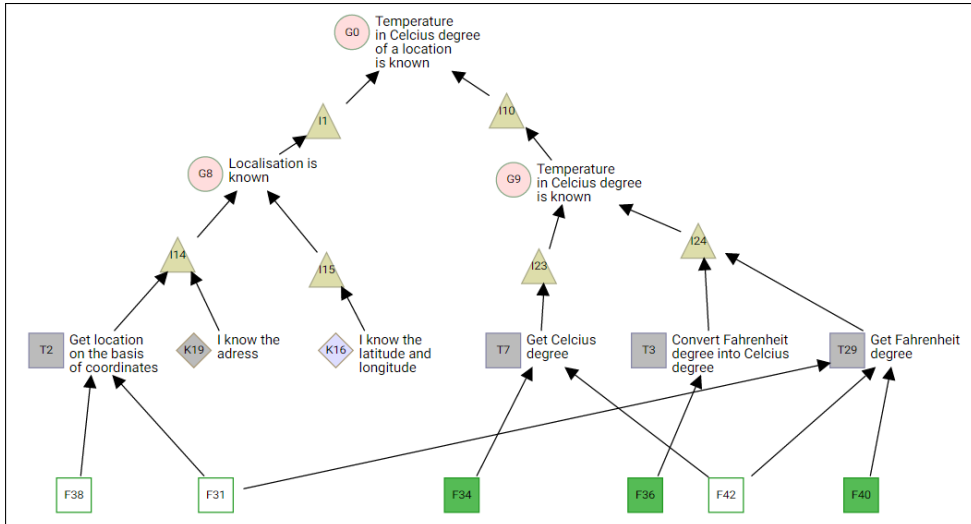 G0
Temperature
in Celcius degree
of a location
is known
I1
I10
G8
Localisation is
known
G9
Temperature
in Celcius degree
is known
I14
I15
I23
I24
T2
Get location
on the basis
of coordinates
K19
I know the
adress
K16
I know the
latitude and
longitude
T7
Get Celcius
degree
T3
Convert Fahrenheit
degree into Celcius
degree
T29
Get Fahrenheit
degree
F38
F31
F34
F36
F42
F40